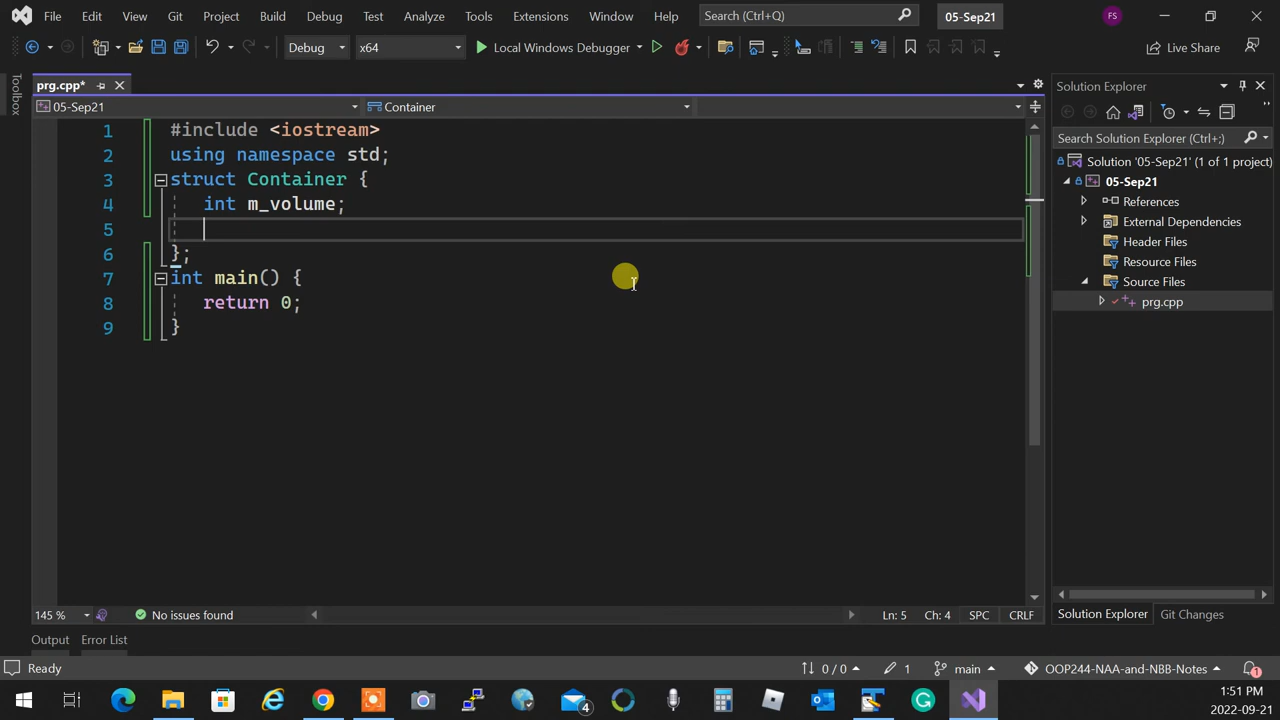 File Edit View Git Project Build Debug Test Analyze Tools Extensions Window Help Search (Ctrl+Q) 05-Sep21 FS
Debug x64 Local Windows Debugger Live Share
Toolbox
prg.cpp*
05-Sep21 Container
1 #include <iostream>
2 using namespace std;
3 struct Container {
4 int m_volume;
5
6 };
7 int main() {
8 return 0;
9 }
145 % No issues found Ln: 5 Ch: 4 SPC CRLF
Solution Explorer
Search Solution Explorer (Ctrl+;)
Solution '05-Sep21' (1 of 1 project)
05-Sep21
References
External Dependencies
Header Files
Resource Files
Source Files
prg.cpp
Solution Explorer Git Changes
Output Error List
Ready 0 / 0 1 main OOP244-NAA-and-NBB-Notes 1
4
1:51 PM
2022-09-21